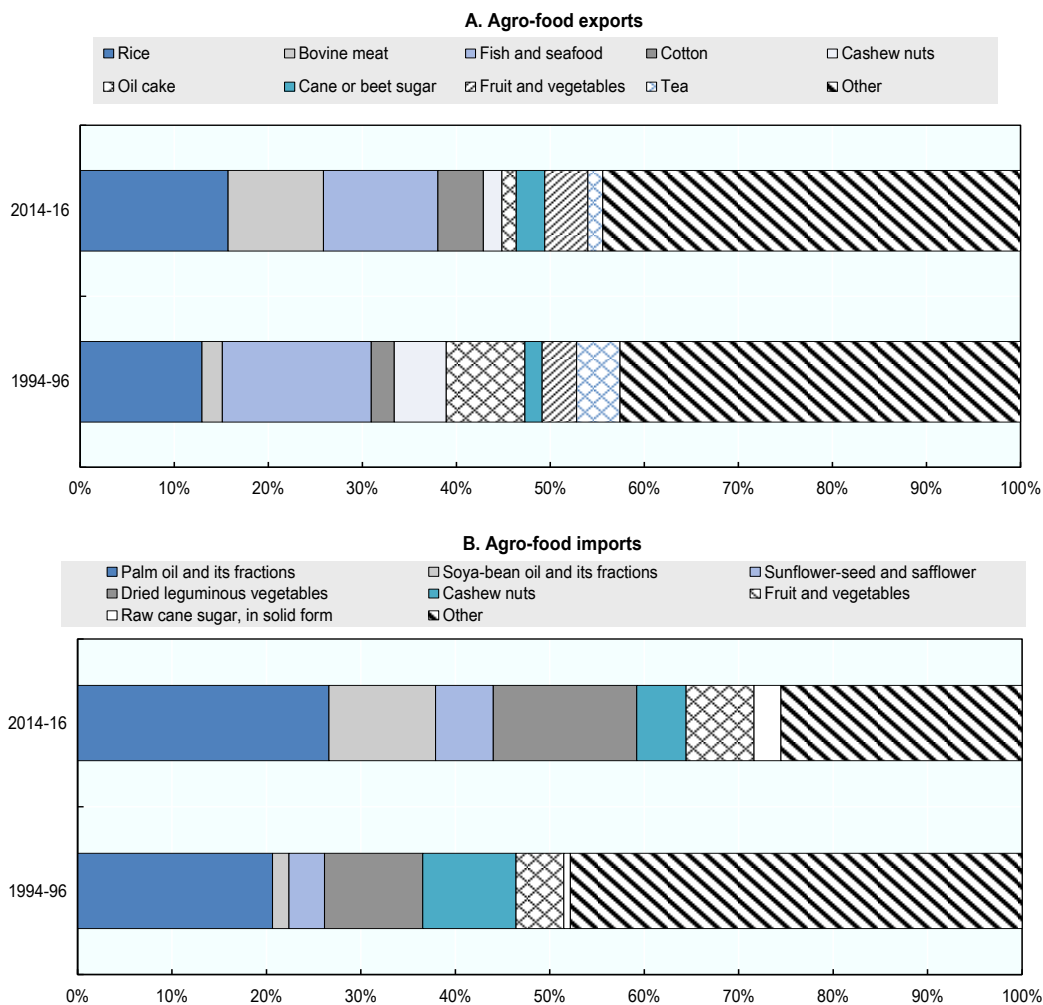 A. Agro-food exports
Rice Bovine meat Fish and seafood Cotton Cashew nuts
Oil cake Cane or beet sugar Fruit and vegetables Tea Other
2014-16
1994-96
0% 10% 20% 30% 40% 50% 60% 70% 80% 90% 100%
B. Agro-food imports
Palm oil and its fractions Soya-bean oil and its fractions Sunflower-seed and safflower
Dried leguminous vegetables Cashew nuts Fruit and vegetables
Raw cane sugar, in solid form Other
2014-16
1994-96
0% 10% 20% 30% 40% 50% 60% 70% 80% 90% 100%